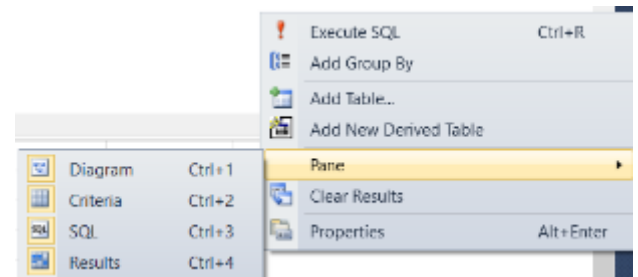 Execute SQL Ctrl+R
Add Group By
Add Table...
Add New Derived Table
Pane
Clear Results
Properties Alt+Enter
Diagram Ctrl+1
Criteria Ctrl+2
SQL Ctrl+3
Results Ctrl+4